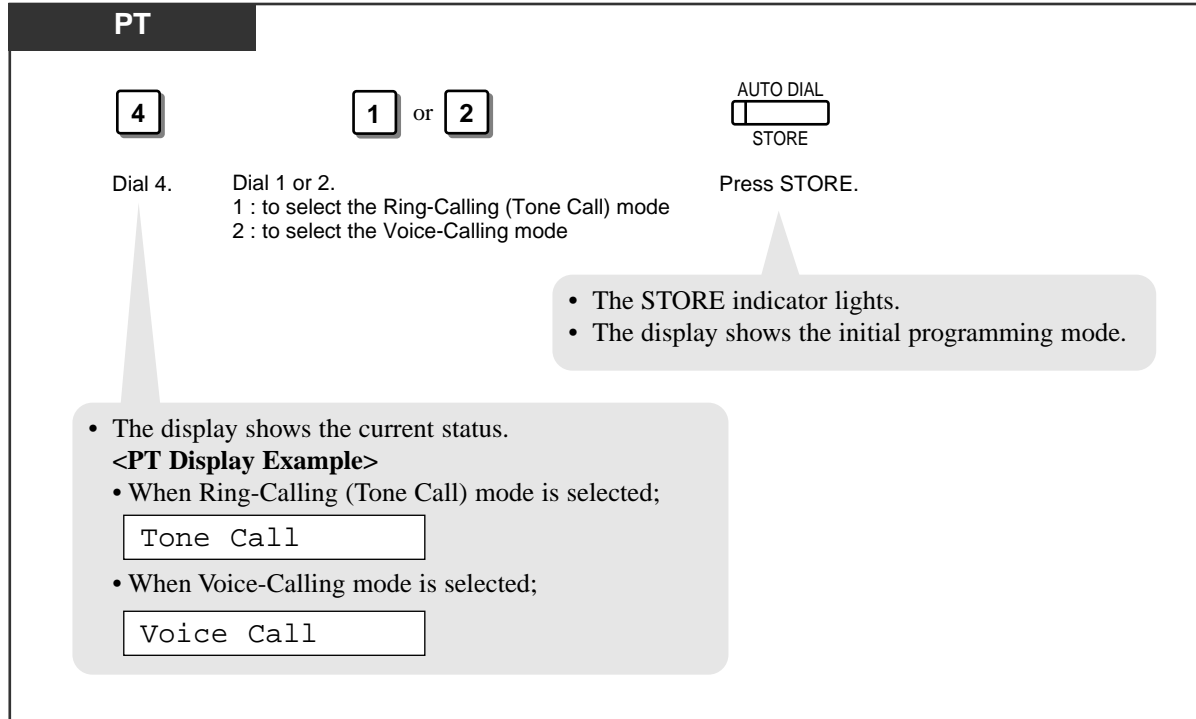 PT
4
1 or 2
AUTO DIAL
STORE
Dial 4.
Dial 1 or 2.
1 : to select the Ring-Calling (Tone Call) mode
2 : to select the Voice-Calling mode
Press STORE.
• The STORE indicator lights.
• The display shows the initial programming mode.
• The display shows the current status.
<PT Display Example>
• When Ring-Calling (Tone Call) mode is selected;
Tone Call
• When Voice-Calling mode is selected;
Voice Call